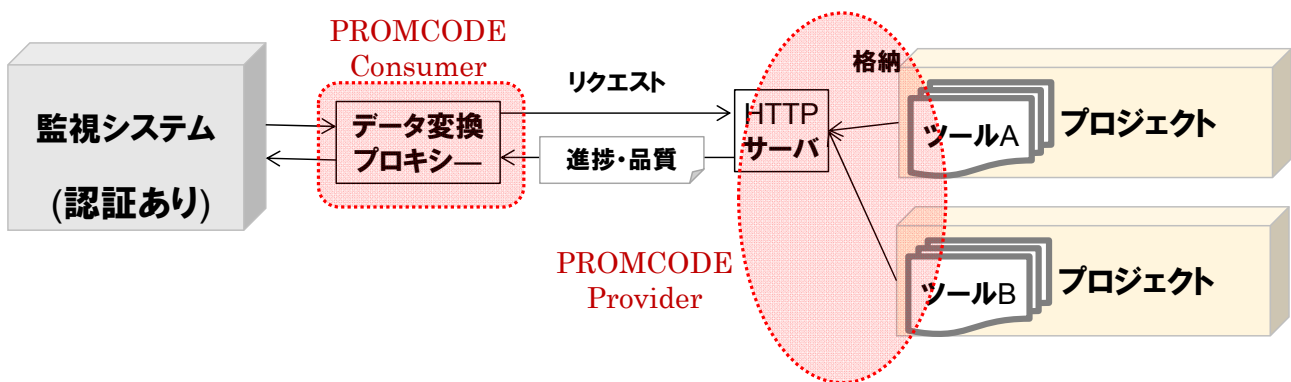 PROMCODE
Consumer
監視システム
(認証あり)
データ変換
プロキシー
リクエスト
進捗・品質
HTTP
サーバ
格納
ツールA
プロジェクト
PROMCODE
Provider
ツールB
プロジェクト